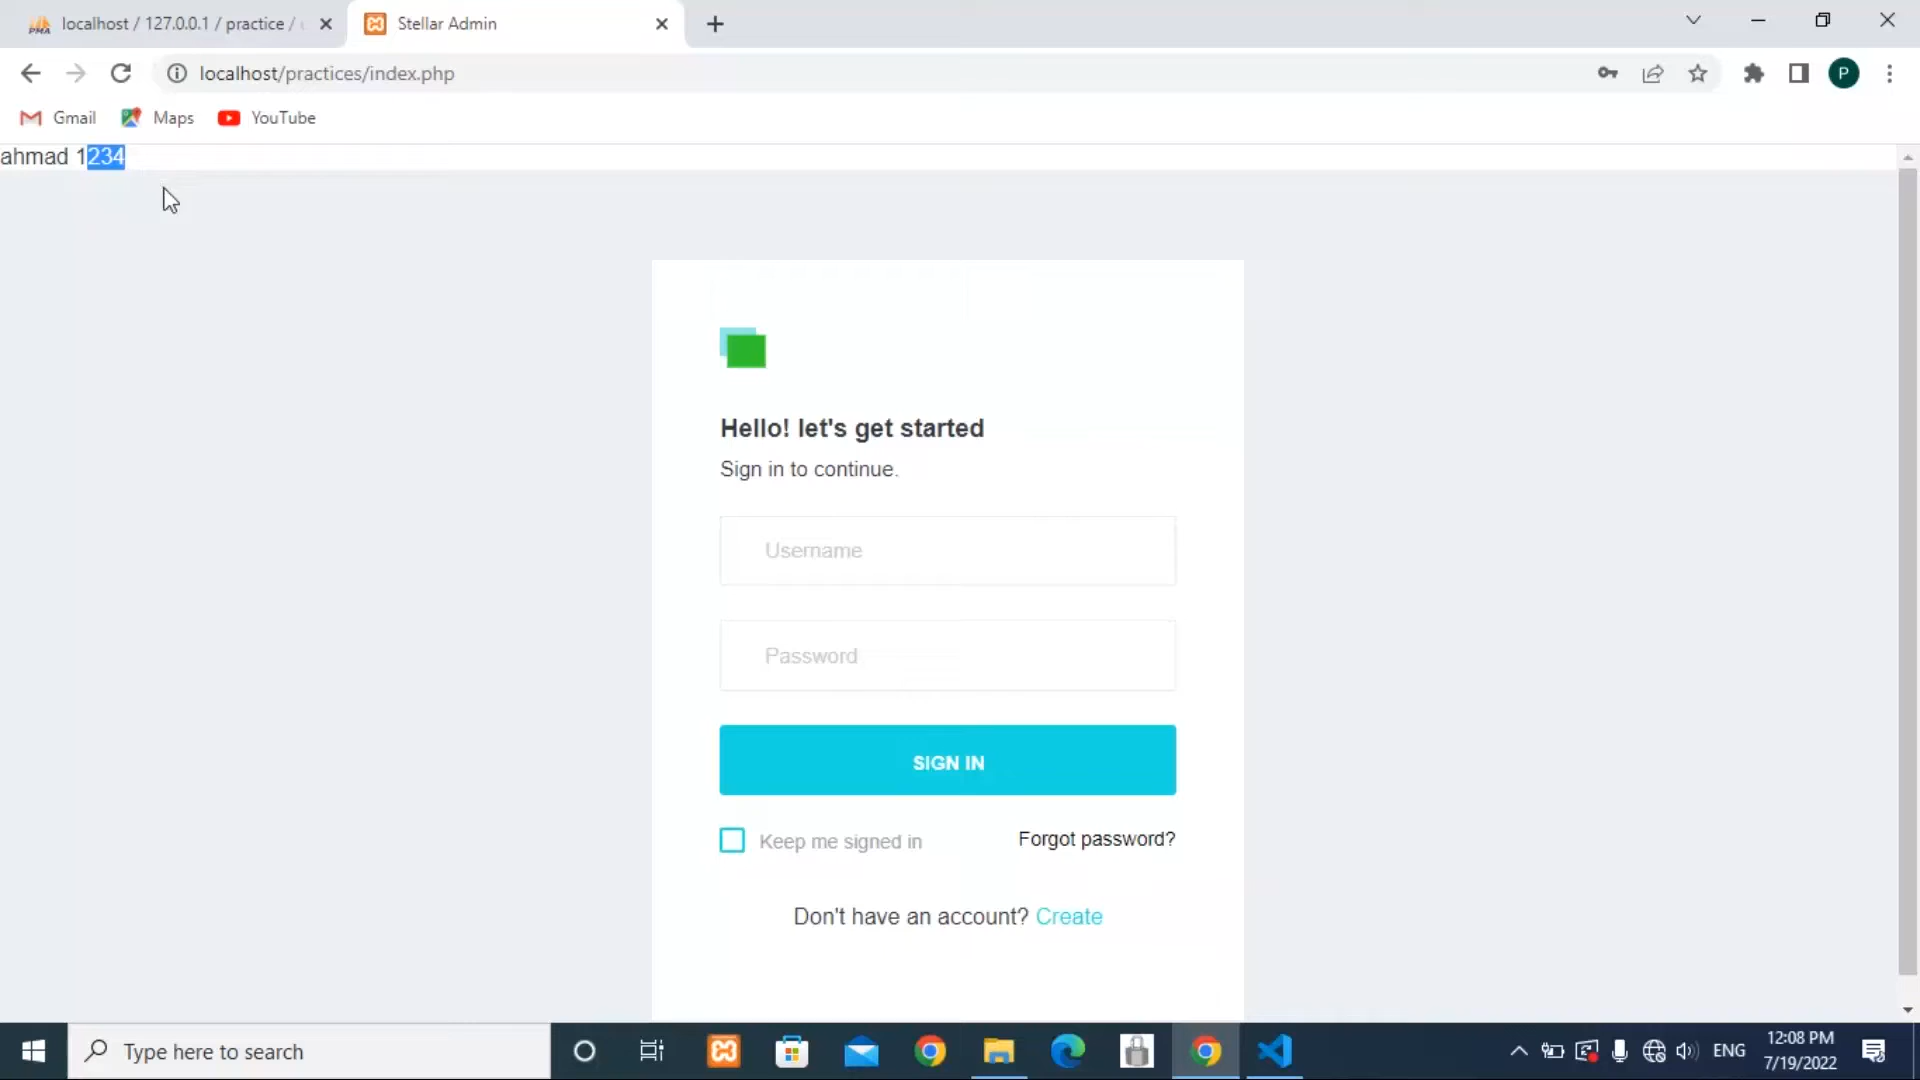 localhost / 127.0.0.1 / practice /
Stellar Admin
localhost/practices/index.php
P
Gmail
Maps
YouTube
ahmad 1234
Hello! let's get started
Sign in to continue.
Username
Password
SIGN IN
Keep me signed in
Forgot password?
Don't have an account? Create
Type here to search
ENG
12:08 PM
7/19/2022